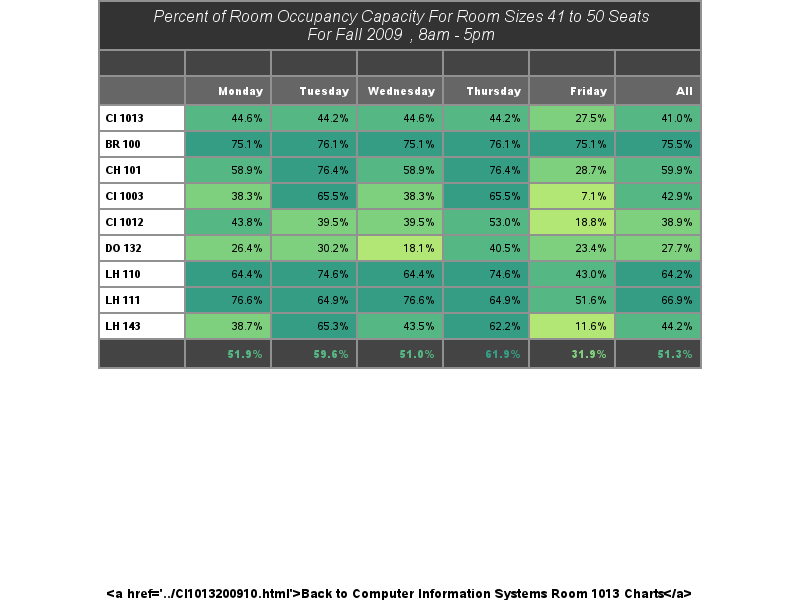 Percent of Room Occupancy Capacity For Room Sizes 41 to 50 Seats
For Fall 2009 , 8am - 5pm
Monday Tuesday Wednesday Thursday Friday All
CI 1013 44.6% 44.2% 44.6% 44.2% 27.5% 41.0%
BR 100 75.1% 76.1% 75.1% 76.1% 75.1% 75.5%
CH 101 58.9% 76.4% 58.9% 76.4% 28.7% 59.9%
CI 1003 38.3% 65.5% 38.3% 65.5% 7.1% 42.9%
CI 1012 43.8% 39.5% 39.5% 53.0% 18.8% 38.9%
DO 132 26.4% 30.2% 18.1% 40.5% 23.4% 27.7%
LH 110 64.4% 74.6% 64.4% 74.6% 43.0% 64.2%
LH 111 76.6% 64.9% 76.6% 64.9% 51.6% 66.9%
LH 143 38.7% 65.3% 43.5% 62.2% 11.6% 44.2%
51.9% 59.6% 51.0% 61.9% 31.9% 51.3%
<a href='../CI1013200910.html'>Back to Computer Information Systems Room 1013 Charts</a>